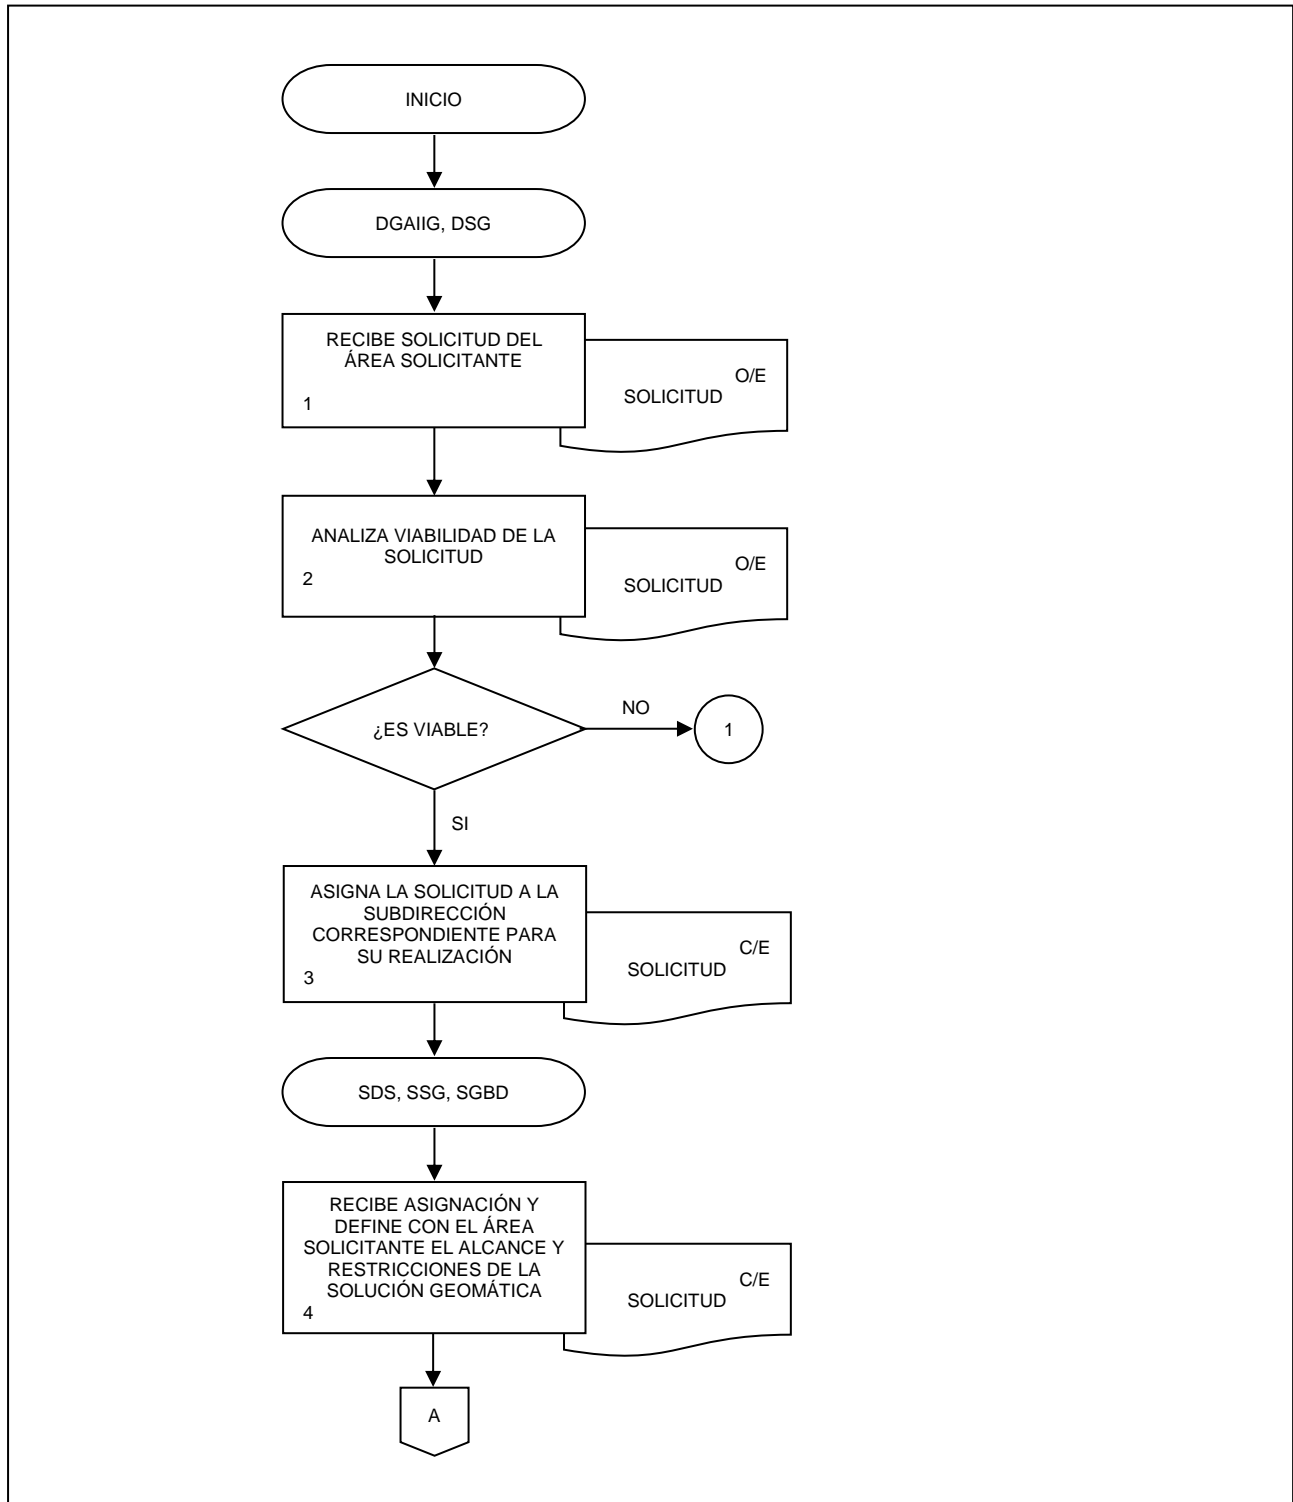 INICIO
DGAIIG, DSG
RECIBE SOLICITUD DEL
ÁREA SOLICITANTE
1
O/E
SOLICITUD
ANALIZA VIABILIDAD DE LA
SOLICITUD
2
O/E
SOLICITUD
¿ES VIABLE?
NO
1
SI
ASIGNA LA SOLICITUD A LA
SUBDIRECCIÓN
CORRESPONDIENTE PARA
SU REALIZACIÓN
3
C/E
SOLICITUD
SDS, SSG, SGBD
RECIBE ASIGNACIÓN Y
DEFINE CON EL ÁREA
SOLICITANTE EL ALCANCE Y
RESTRICCIONES DE LA
SOLUCIÓN GEOMÁTICA
4
C/E
SOLICITUD
A